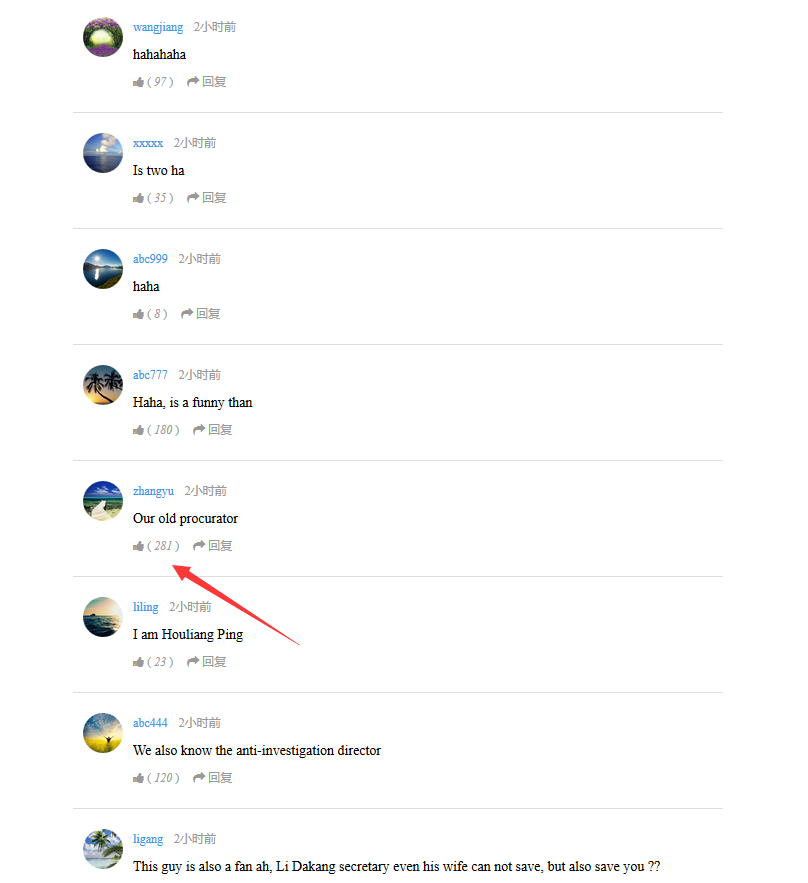 wangjiang 2小时前
hahahaha
( 97 ) 回复
xxxxx 2小时前
Is two ha
( 35 ) 回复
abc999 2小时前
haha
( 8 ) 回复
abc777 2小时前
Haha, is a funny than
( 180 ) 回复
zhangyu 2小时前
Our old procurator
( 281 ) 回复
liling 2小时前
I am Houliang Ping
( 23 ) 回复
abc444 2小时前
We also know the anti-investigation director
( 120 ) 回复
ligang 2小时前
This guy is also a fan ah, Li Dakang secretary even his wife can not save, but also save you ??